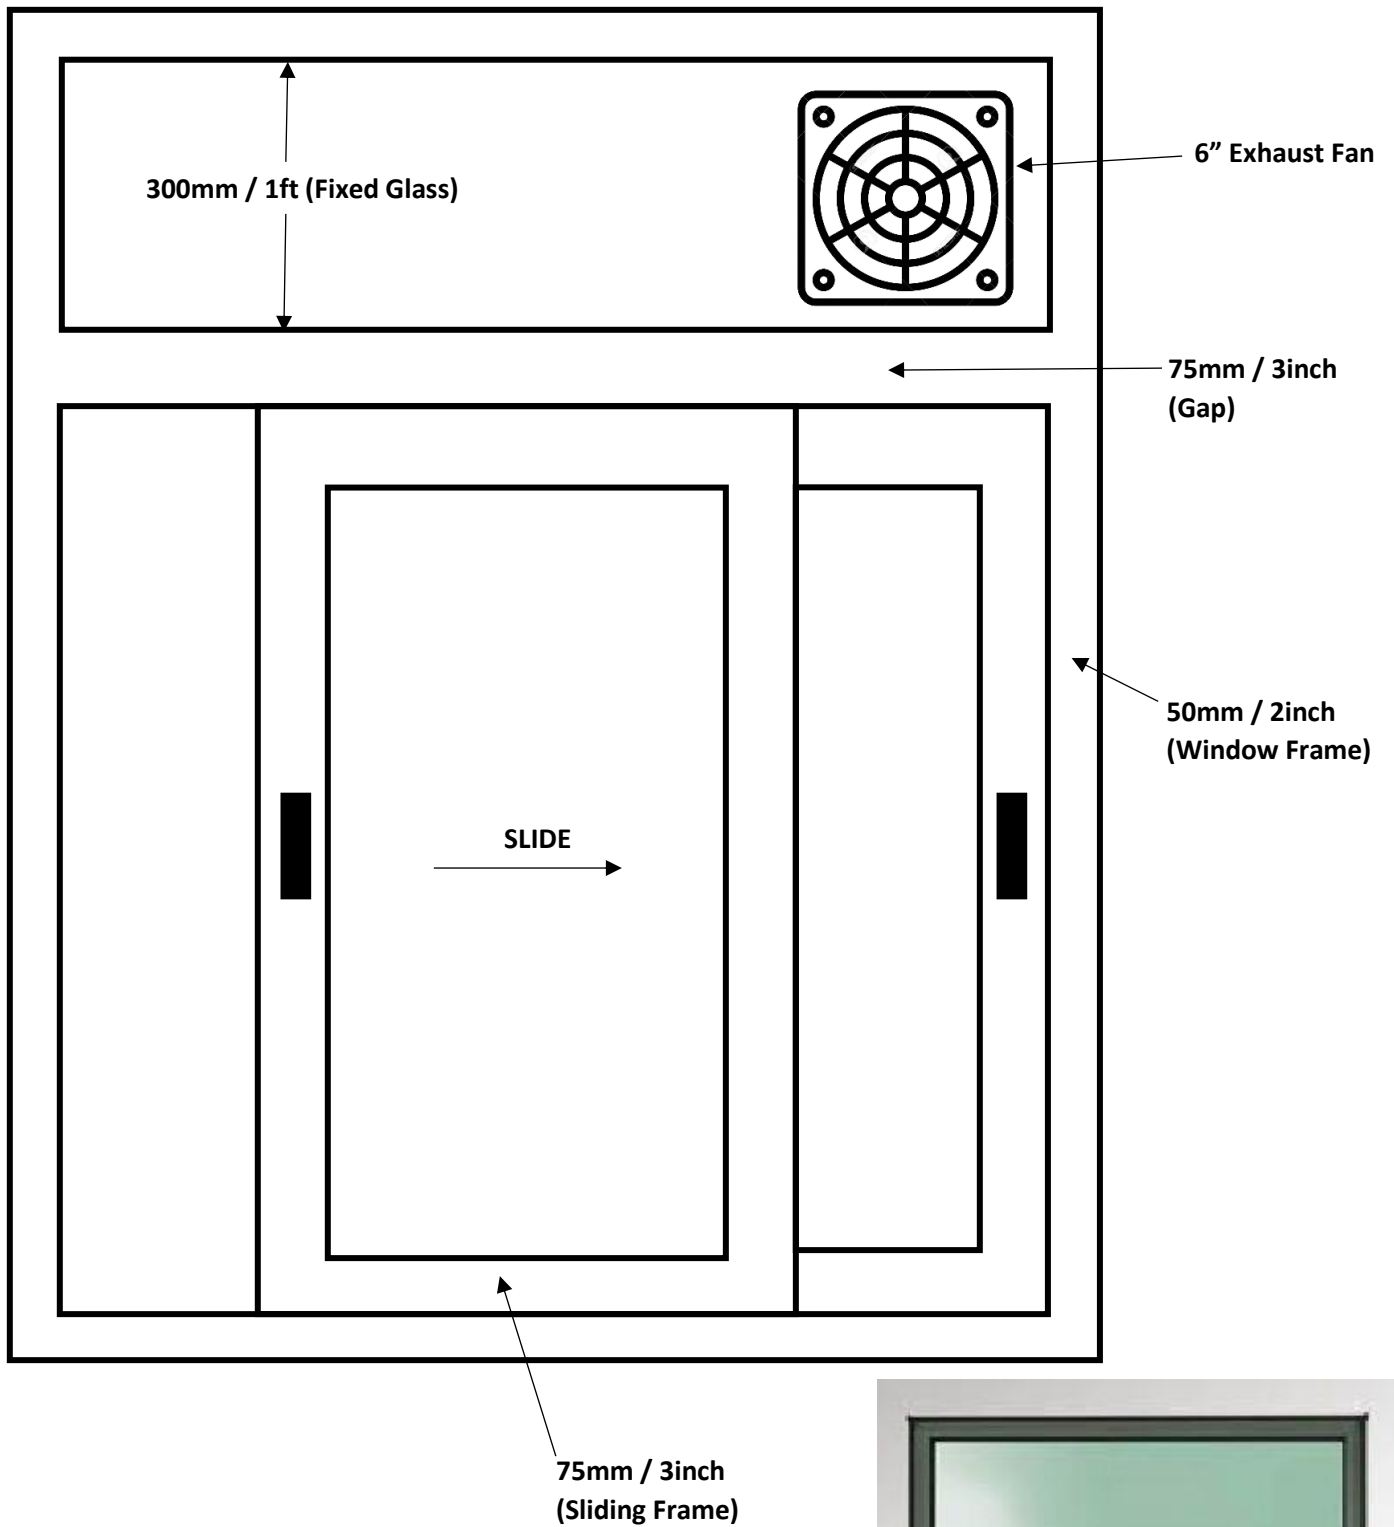 6” Exhaust Fan
300mm / 1ft (Fixed Glass)
75mm / 3inch
(Gap)
50mm / 2inch
(Window Frame)
SLIDE
75mm / 3inch
(Sliding Frame)